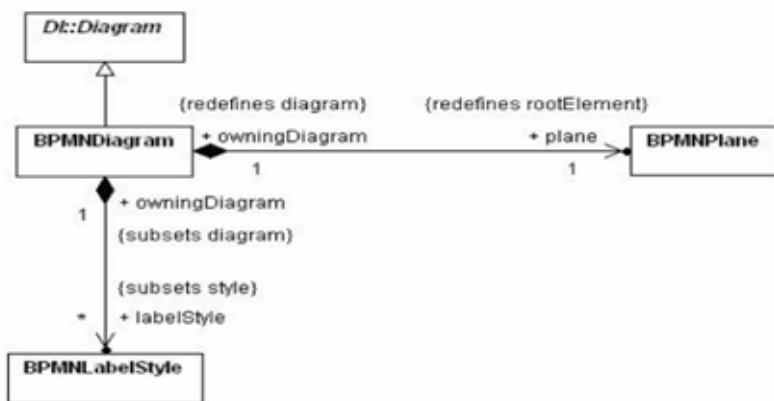 DI::Diagram
{redefines diagram}
{redefines rootElement}
BPMNDiagram
+ owningDiagram
+ plane
BPMNPlane
1
1
1
+ owningDiagram
{subsets diagram}
{subsets style}
*
+ labelStyle
BPMNLabelStyle